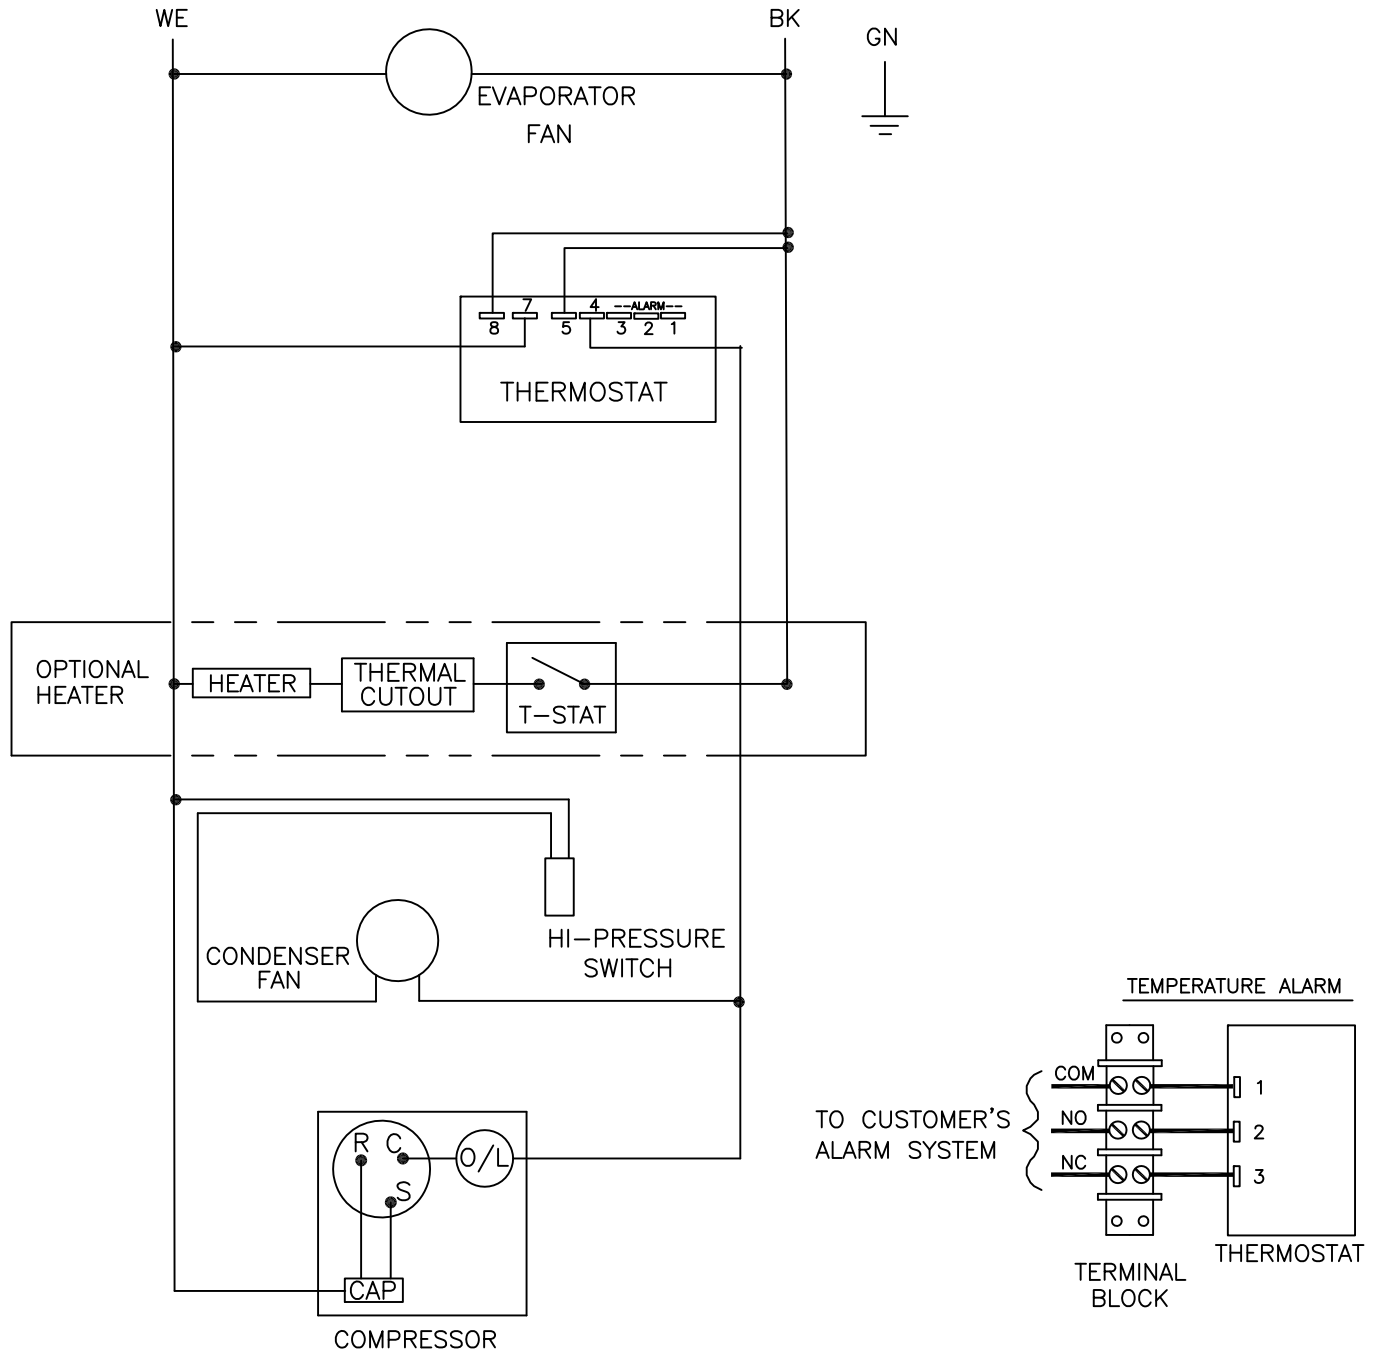 WE
BK
GN
EVAPORATOR
FAN
7
4
--ALARM--
8
5
3
2
1
THERMOSTAT
OPTIONAL
HEATER
HEATER
THERMAL
CUTOUT
T-STAT
HI-PRESSURE
SWITCH
CONDENSER
FAN
R
C
S
O/L
CAP
COMPRESSOR
TEMPERATURE ALARM
TO CUSTOMER'S
ALARM SYSTEM
COM
NO
NC
1
2
3
THERMOSTAT
TERMINAL
BLOCK